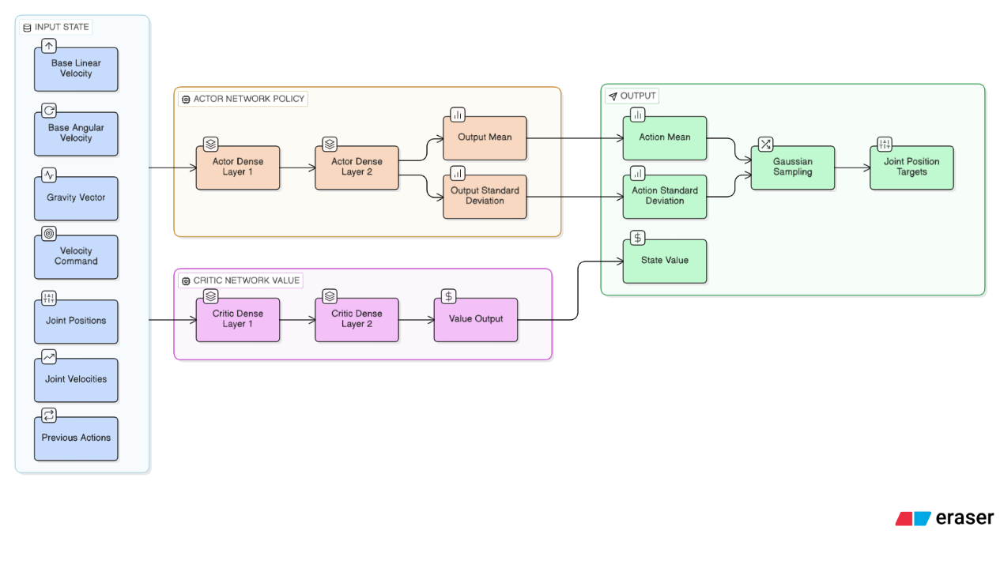 INPUT STATE
Base Linear
Velocity
Base Angular
Velocity
Gravity Vector
Velocity
Command
Joint Positions
Joint Velocities
Previous Actions
ACTOR NETWORK POLICY
Actor Dense
Layer 1
Actor Dense
Layer 2
Output Mean
Output Standard
Deviation
CRITIC NETWORK VALUE
Critic Dense
Layer 1
Critic Dense
Layer 2
$
Value Output
OUTPUT
Action Mean
Action Standard
Deviation
$
State Value
Gaussian
Sampling
Joint Position
Targets
eraser